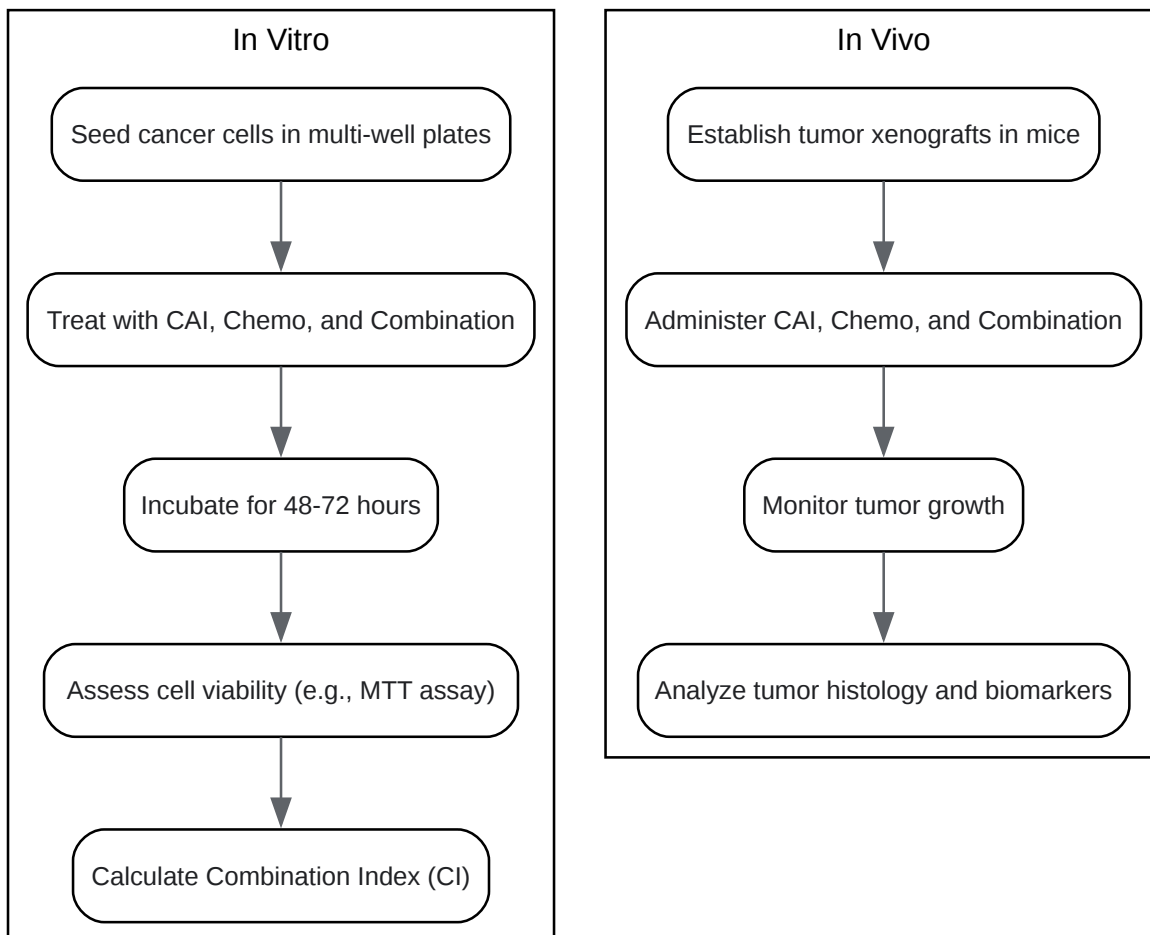 In Vitro
Seed cancer cells in multi-well plates
Treat with CAI, Chemo, and Combination
Incubate for 48-72 hours
Assess cell viability (e.g., MTT assay)
Calculate Combination Index (CI)
In Vivo
Establish tumor xenografts in mice
Administer CAI, Chemo, and Combination
Monitor tumor growth
Analyze tumor histology and biomarkers